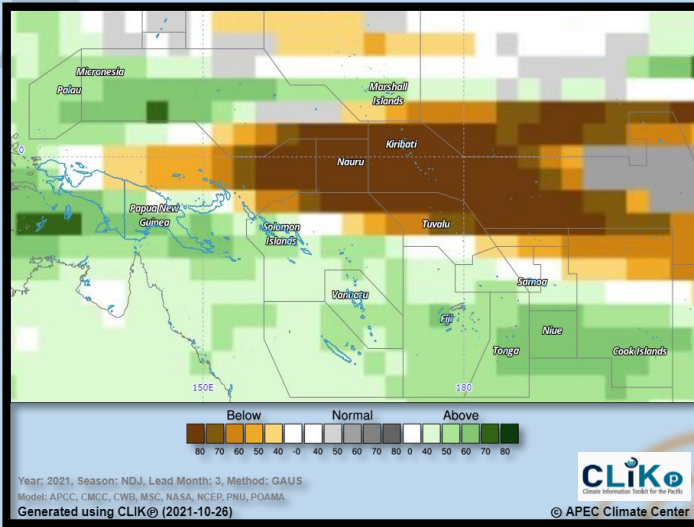 Micronesia
Palau
Marshall
Islands
Kiribati
0
Nauru
Papua New
Guinea
Solomon
Islands
Tuvalu
Samoa
Vanuatu
Fiji
Niue
Tonga
Cook Islands
150E
180
Below Normal Above
80 70 60 50 40 -0 40 50 60 70 80 0 40 50 60 70 80
Year: 2021, Season: NDJ, Lead Month: 3, Method: GAUS
Model: APCC, CMCC, CWB, MSC, NASA, NCEP, PNU, POAMA
Generated using CLIK℗ (2021-10-26)
CLiK℗
Climate Information Toolkit for the Pacific
© APEC Climate Center